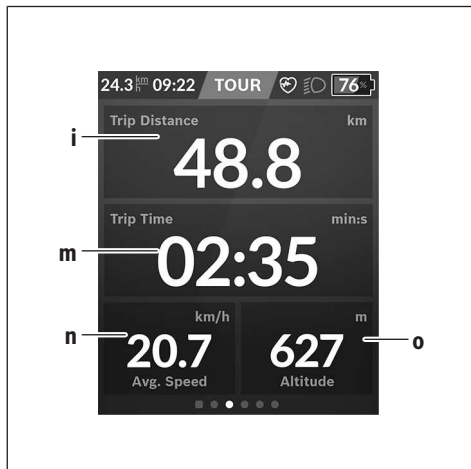 24.3 km/h 09:22 TOUR 76%
Trip Distance km
i
48.8
Trip Time min:s
m
02:35
km/h m
n
20.7 627
o
Avg. Speed Altitude